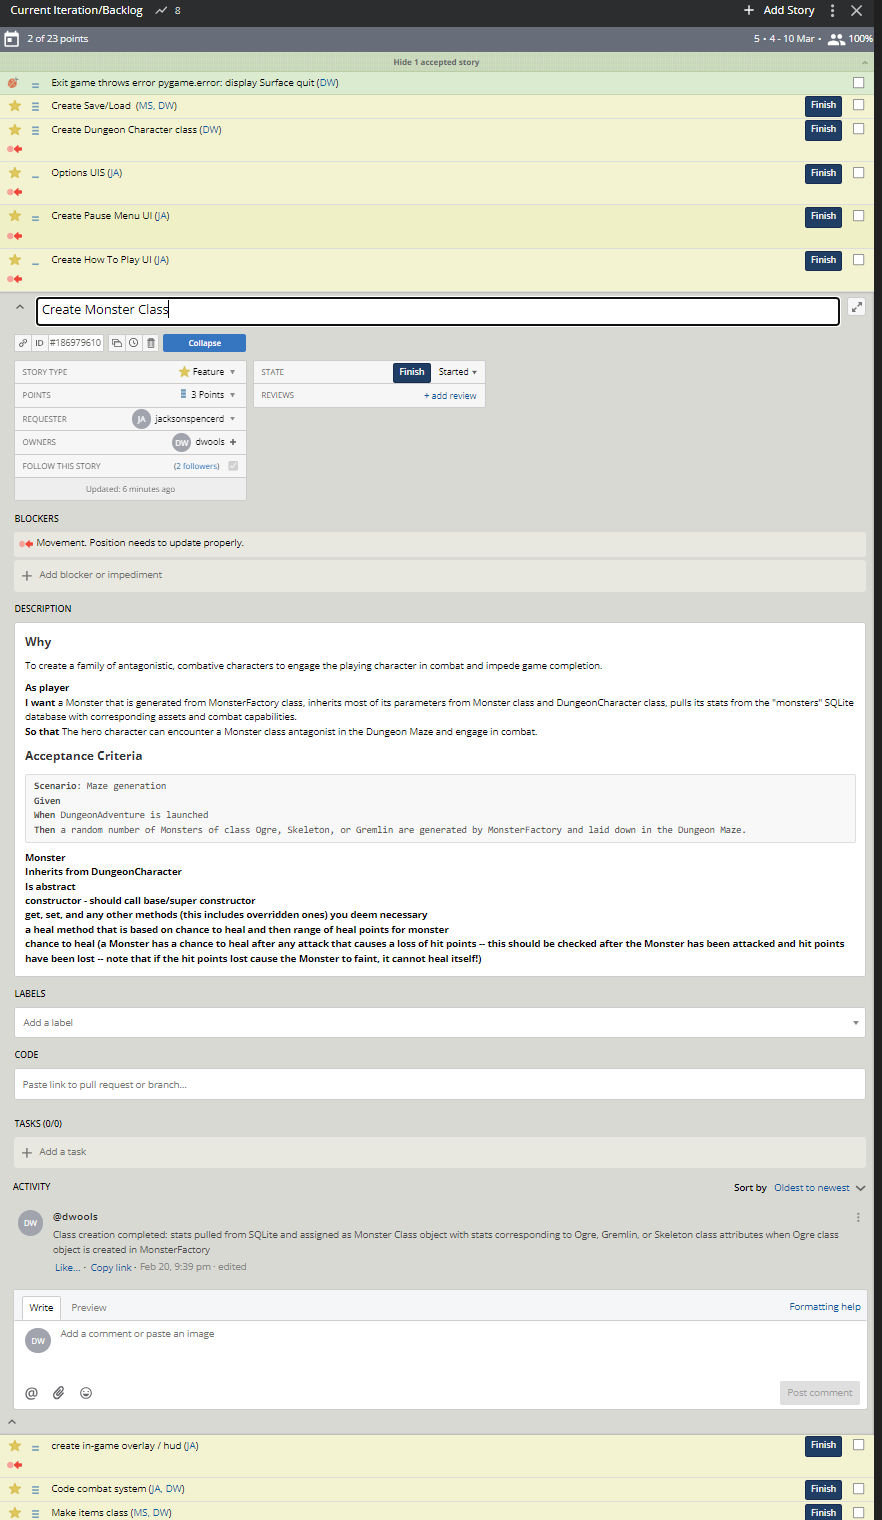 Current Iteration/Backlog 8 + Add Story
2 of 23 points 5 • 4 - 10 Mar • 100%
Hide 1 accepted story
Exit game throws error pygame.error: display Surface quit (DW)
Create Save/Load (MS, DW) Finish
Create Dungeon Character class (DW) Finish
Options UIS (JA) Finish
Create Pause Menu UI (JA) Finish
Create How To Play UI (JA) Finish
Create Monster Class
ID #186979610 Collapse
STORY TYPE Feature STATE Finish Started
POINTS 3 Points REVIEWS + add review
REQUESTER JA jacksonspencerd
OWNERS DW dwools +
FOLLOW THIS STORY (2 followers)
Updated: 6 minutes ago
BLOCKERS
Movement. Position needs to update properly.
+ Add blocker or impediment
DESCRIPTION
Why
To create a family of antagonistic, combative characters to engage the playing character in combat and impede game completion.
As player
I want a Monster that is generated from MonsterFactory class, inherits most of its parameters from Monster class and DungeonCharacter class, pulls its stats from the "monsters" SQLite
database with corresponding assets and combat capabilities.
So that The hero character can encounter a Monster class antagonist in the Dungeon Maze and engage in combat.
Acceptance Criteria
Scenario: Maze generation
Given
When DungeonAdventure is launched
Then a random number of Monsters of class Ogre, Skeleton, or Gremlin are generated by MonsterFactory and laid down in the Dungeon Maze.
Monster
Inherits from DungeonCharacter
Is abstract
constructor - should call base/super constructor
get, set, and any other methods (this includes overridden ones) you deem necessary
a heal method that is based on chance to heal and then range of heal points for monster
chance to heal (a Monster has a chance to heal after any attack that causes a loss of hit points -- this should be checked after the Monster has been attacked and hit points
have been lost -- note that if the hit points lost cause the Monster to faint, it cannot heal itself!)
LABELS
Add a label
CODE
Paste link to pull request or branch...
TASKS (0/0)
+ Add a task
ACTIVITY Sort by Oldest to newest
DW @dwools
Class creation completed: stats pulled from SQLite and assigned as Monster Class object with stats corresponding to Ogre, Gremlin, or Skeleton class attributes when Ogre class
object is created in MonsterFactory
Like... • Copy link • Feb 20, 9:39 pm · edited
Write Preview Formatting help
DW Add a comment or paste an image
@ Post comment
create in-game overlay / hud (JA) Finish
Code combat system (JA, DW) Finish
Make items class (MS, DW) Finish